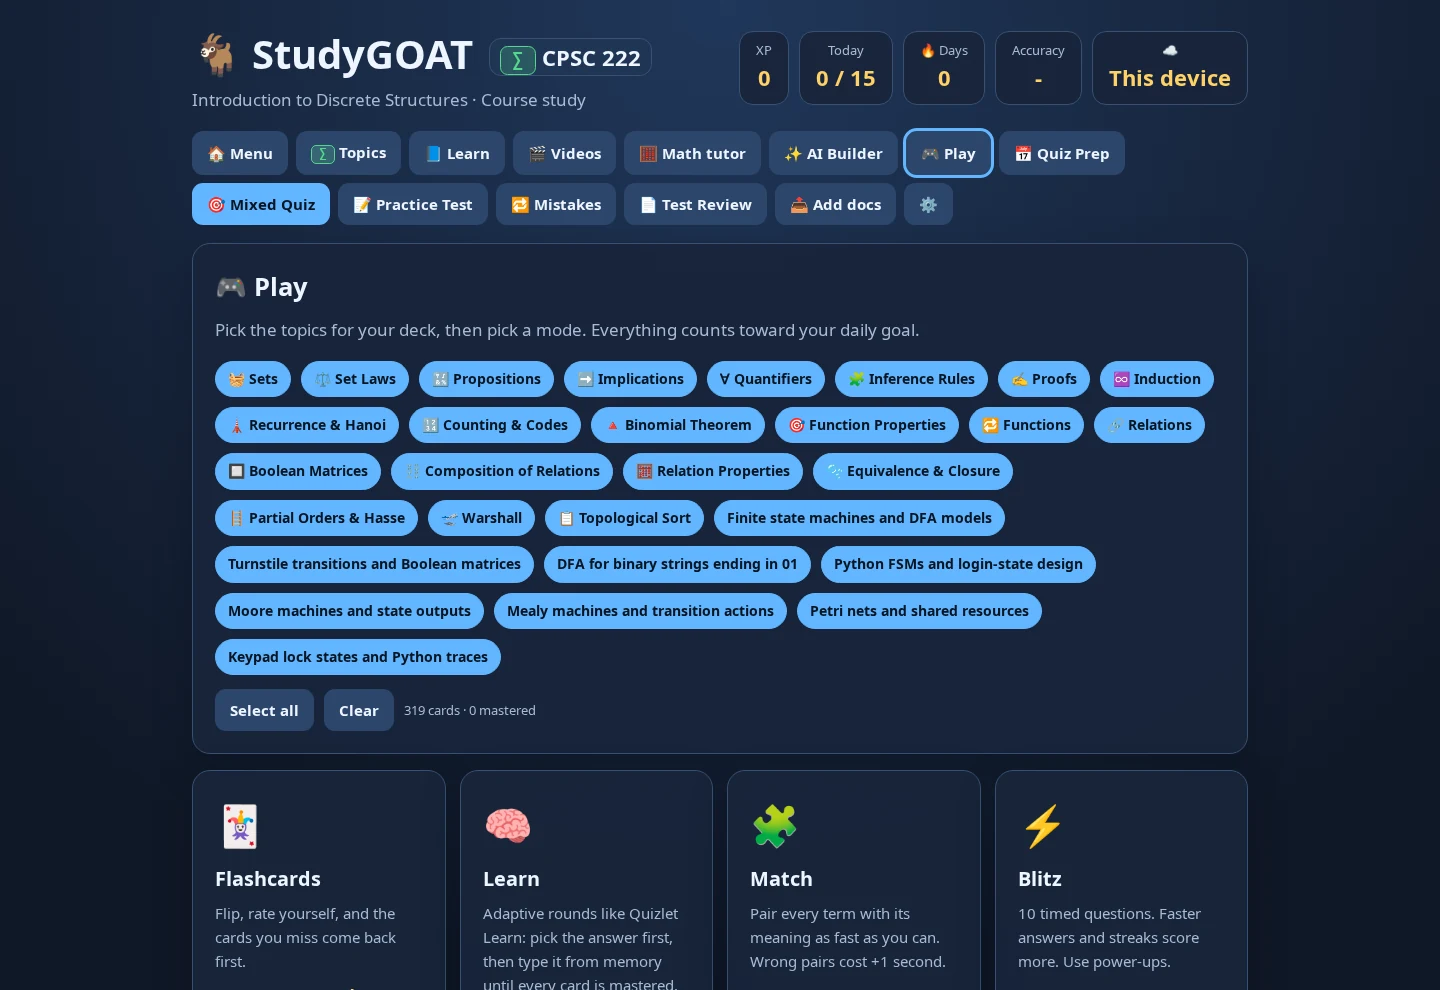 StudyGOAT
∑ CPSC 222
Introduction to Discrete Structures · Course study
XP
0
Today
0 / 15
Days
0
Accuracy
-
This device
Menu
∑ Topics
Learn
Videos
Math tutor
AI Builder
Play
Quiz Prep
Mixed Quiz
Practice Test
Mistakes
Test Review
Add docs
Play
Pick the topics for your deck, then pick a mode. Everything counts toward your daily goal.
Sets
Set Laws
Propositions
Implications
∀ Quantifiers
Inference Rules
Proofs
Induction
Recurrence & Hanoi
Counting & Codes
Binomial Theorem
Function Properties
Functions
Relations
Boolean Matrices
Composition of Relations
Relation Properties
Equivalence & Closure
Partial Orders & Hasse
Warshall
Topological Sort
Finite state machines and DFA models
Turnstile transitions and Boolean matrices
DFA for binary strings ending in 01
Python FSMs and login-state design
Moore machines and state outputs
Mealy machines and transition actions
Petri nets and shared resources
Keypad lock states and Python traces
Select all
Clear
319 cards · 0 mastered
Flashcards
Flip, rate yourself, and the
cards you miss come back
first.
Learn
Adaptive rounds like Quizlet
Learn: pick the answer first,
then type it from memory
until every card is mastered.
Match
Pair every term with its
meaning as fast as you can.
Wrong pairs cost +1 second.
Blitz
10 timed questions. Faster
answers and streaks score
more. Use power-ups.